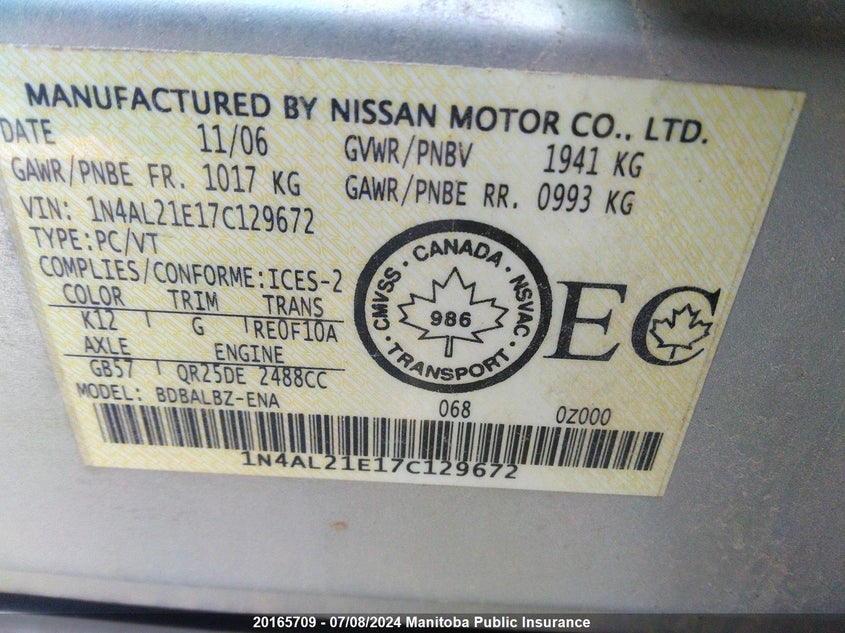 MANUFACTURED BY NISSAN MOTOR CO., LTD.
DATE 11/06 GVWR/PNBV 1941 KG
GAWR/PNBE FR. 1017 KG GAWR/PNBE RR. 0993 KG
VIN: 1N4AL21E17C129672
TYPE:PC/VT
COMPLIES/CONFORME:ICES-2
COLOR TRIM TRANS
K12 G RE0F10A
AXLE ENGINE
GB57 QR25DE 2488CC
MODEL: BDBALBZ-ENA
CANADA · NSVAC · TRANSPORT · CMVSS ·
986
EC
068 0Z000
1N4AL21E17C129672
20165709 - 07/08/2024 Manitoba Public Insurance